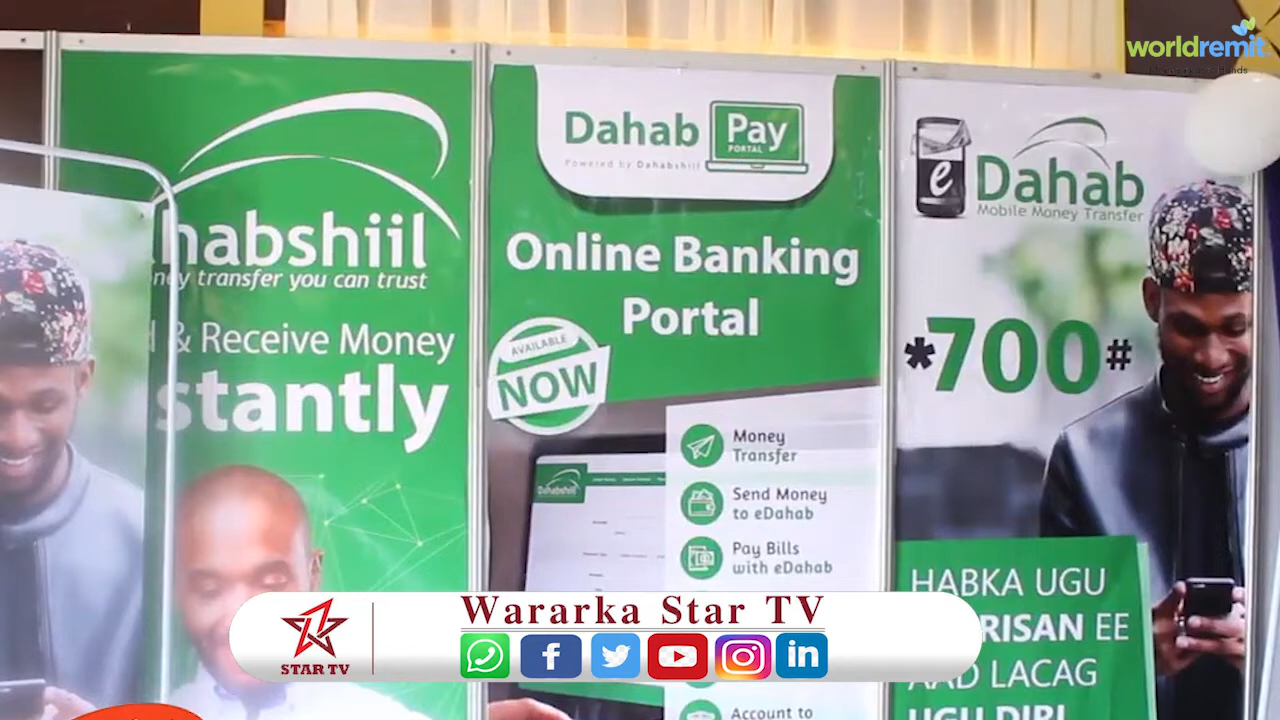 worldremit
habshiil
ney transfer you can trust
& Receive Money
stantly
Dahab Pay
PORTAL
Powered by Dahabshiil
Online Banking
Portal
AVAILABLE
NOW
Dahabshiil
Money
Transfer
Send Money
to eDahab
Pay Bills
with eDahab
Account to
e Dahab
Mobile Money Transfer
*700#
HABKA UGU
RISAN EE
AAD LACAG
UGU DIRI
STAR TV
Wararka Star TV